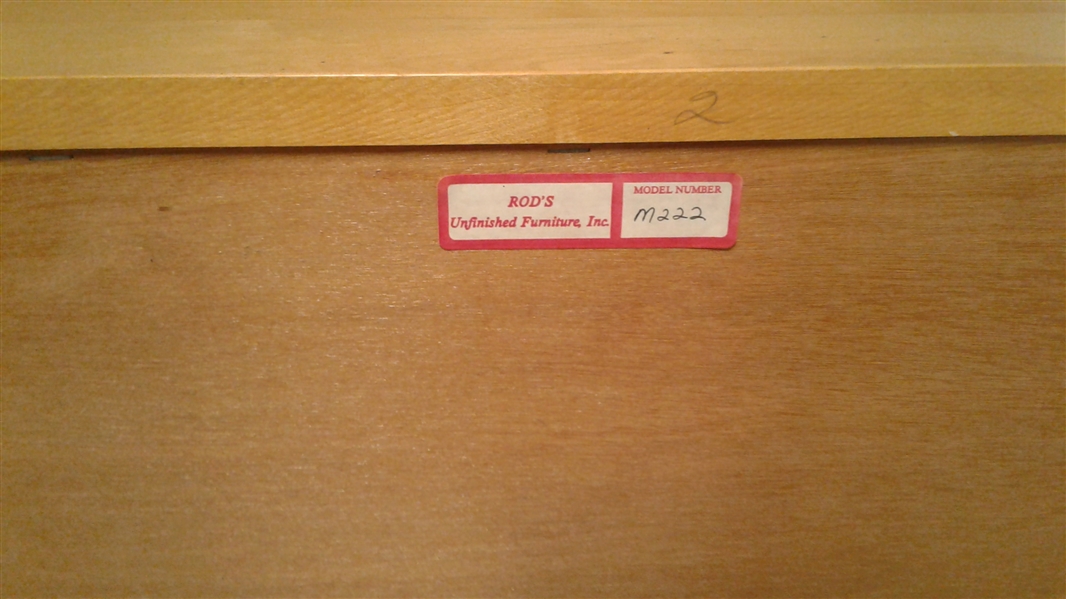 2
ROD'S
Unfinished Furniture, Inc.
MODEL NUMBER
M222